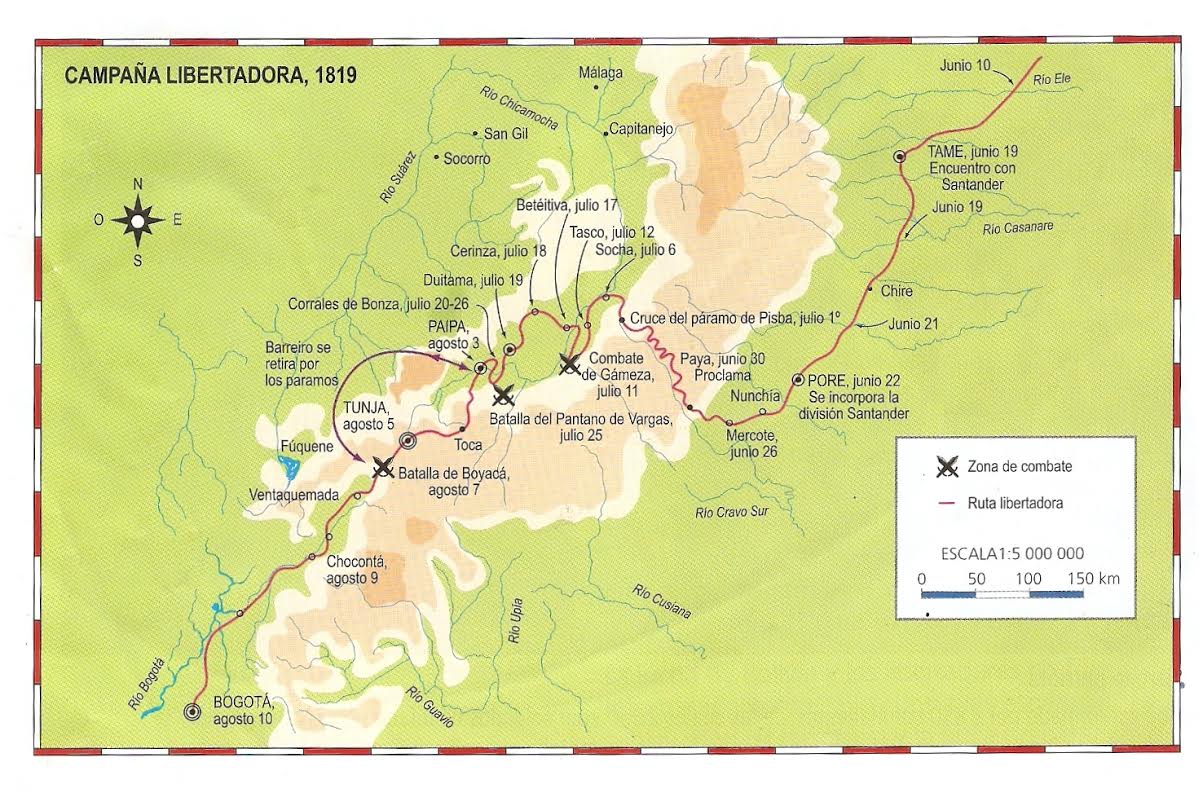 CAMPAÑA LIBERTADORA, 1819
Málaga
Junio 10
Río Ele
Río Chicamocha
San Gil
Capitanejo
Socorro
Río Suárez
TAME, junio 19
Encuentro con
Santander
N
O
E
S
Betéitiva, julio 17
Junio 19
Río Casanare
Tasco, julio 12
Socha, julio 6
Cerinza, julio 18
Duitama, julio 19
Chire
Corrales de Bonza, julio 20-26
Cruce del páramo de Pisba, julio 1º
Junio 21
PAIPA,
agosto 3
Barreiro se
retira por
los paramos
Combate
de Gámeza,
julio 11
Paya, junio 30
Proclama
PORE, junio 22
Se incorpora la
división Santander
Nunchía
TUNJA,
agosto 5
Batalla del Pantano de Vargas,
julio 25
Mercote,
junio 26
Toca
Fúquene
Batalla de Boyacá,
agosto 7
Ventaquemada
Río Cravo Sur
Zona de combate
Ruta libertadora
ESCALA1:5 000 000
0 50 100 150 km
Chocontá,
agosto 9
Río Upía
Río Cusiana
Río Bogotá
BOGOTÁ,
agosto 10
Río Guavio